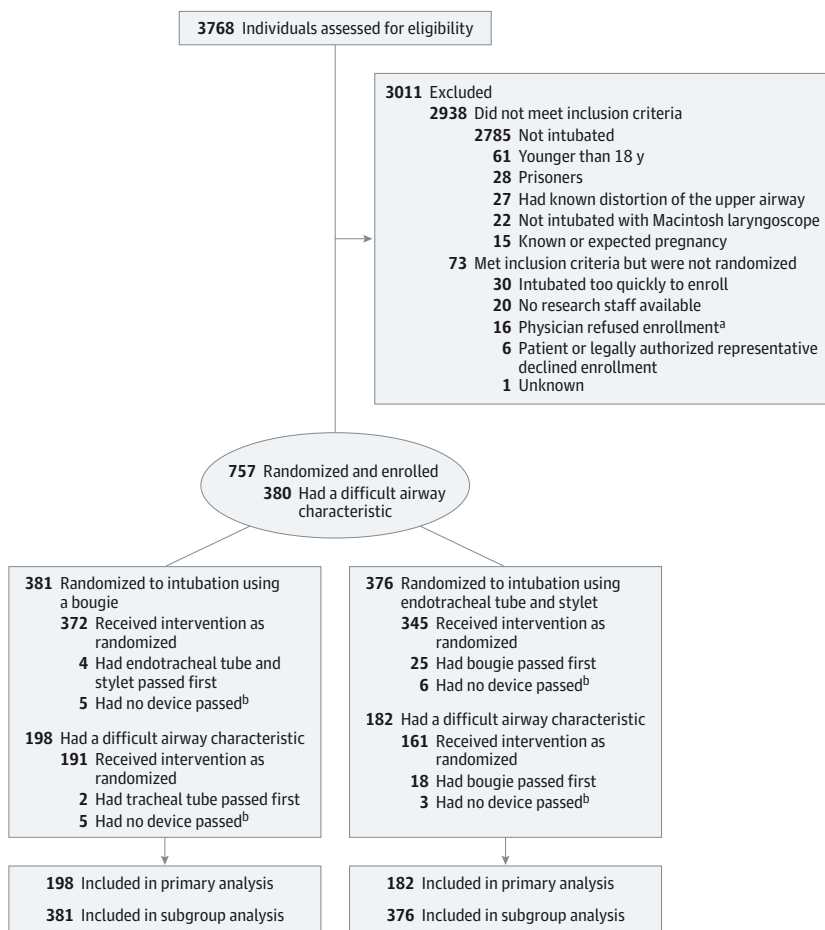 3768 Individuals assessed for eligibility
3011 Excluded
2938 Did not meet inclusion criteria
2785 Not intubated
61 Younger than 18 y
28 Prisoners
27 Had known distortion of the upper airway
22 Not intubated with Macintosh laryngoscope
15 Known or expected pregnancy
73 Met inclusion criteria but were not randomized
30 Intubated too quickly to enroll
20 No research staff available
16 Physician refused enrollmentᵃ
6 Patient or legally authorized representative
declined enrollment
1 Unknown
757 Randomized and enrolled
380 Had a difficult airway
characteristic
381 Randomized to intubation using
a bougie
372 Received intervention as
randomized
4 Had endotracheal tube and
stylet passed first
5 Had no device passedᵇ
198 Had a difficult airway characteristic
191 Received intervention as
randomized
2 Had tracheal tube passed first
5 Had no device passedᵇ
376 Randomized to intubation using
endotracheal tube and stylet
345 Received intervention as
randomized
25 Had bougie passed first
6 Had no device passedᵇ
182 Had a difficult airway characteristic
161 Received intervention as
randomized
18 Had bougie passed first
3 Had no device passedᵇ
198 Included in primary analysis
381 Included in subgroup analysis
182 Included in primary analysis
376 Included in subgroup analysis